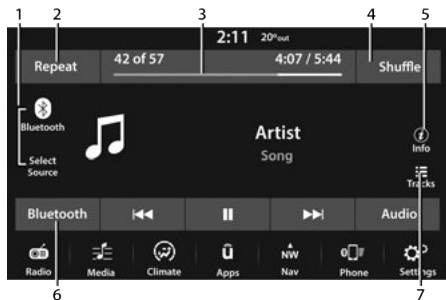 1 2 3 4 5
2:11 20°out
Repeat 42 of 57 4:07 / 5:44 Shuffle
Bluetooth
Artist
Song
Info
Select
Source
Tracks
Bluetooth Audio
Radio Media Climate Apps Nav Phone Settings
NW
6 7